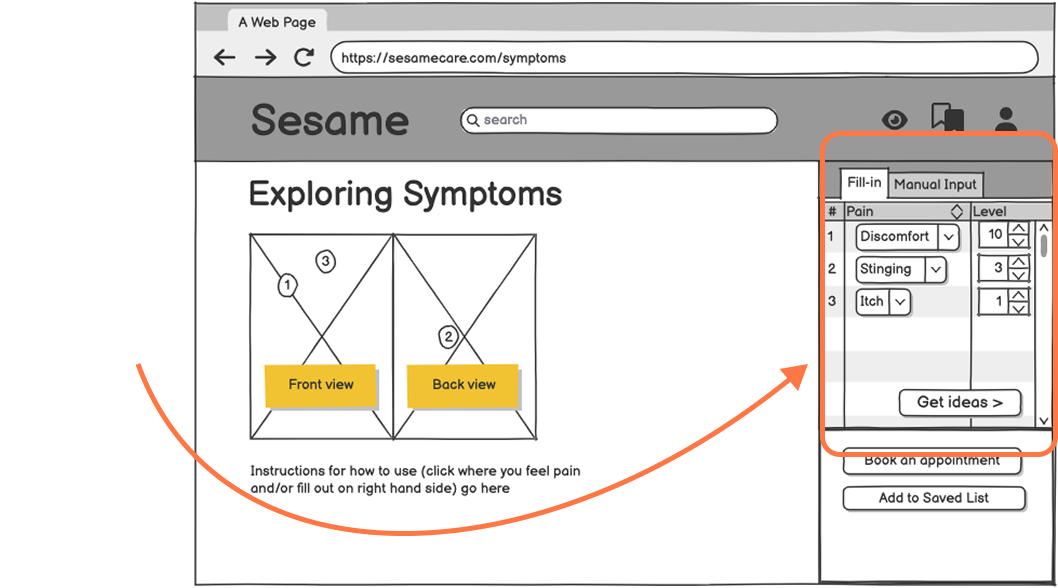 A Web Page
https://sesamecare.com/symptoms
Sesame
search
Exploring Symptoms
3
1
2
Front view
Back view
Instructions for how to use (click where you feel pain
and/or fill out on right hand side) go here
Fill-in
Manual Input
# Pain Level
1 Discomfort 10
2 Stinging 3
3 Itch 1
Get ideas >
Book an appointment
Add to Saved List